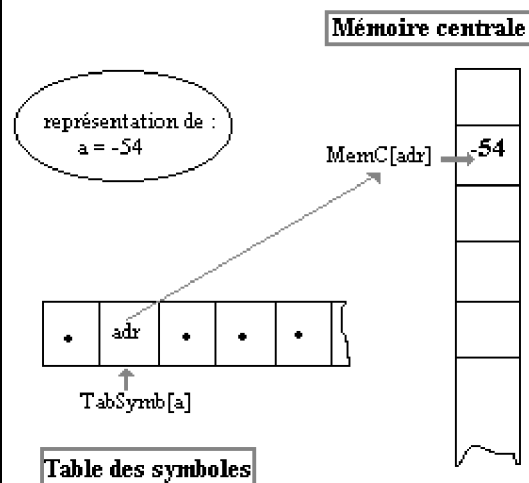 Mémoire centrale
représentation de :
a = -54
MemC[adr]
-54
adr
TabSymb[a]
Table des symboles